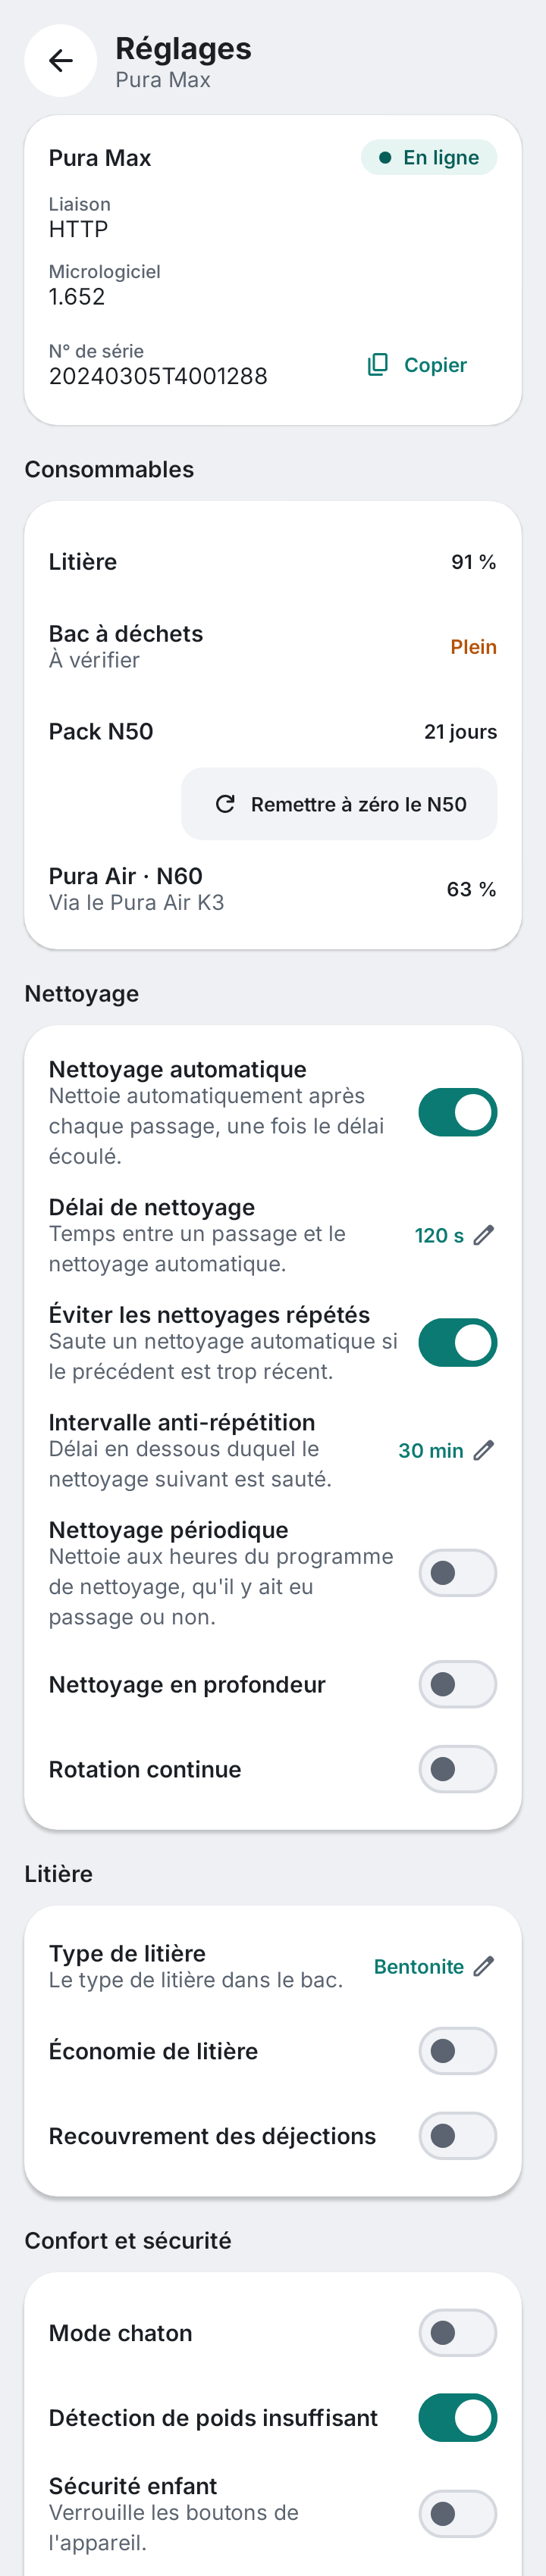 Réglages
Pura Max
Pura Max
En ligne
Liaison
HTTP
Micrologiciel
1.652
N° de série
20240305T4001288
Copier
Consommables
Litière
91 %
Bac à déchets
À vérifier
Plein
Pack N50
21 jours
Remettre à zéro le N50
Pura Air · N60
Via le Pura Air K3
63 %
Nettoyage
Nettoyage automatique
Nettoie automatiquement après
chaque passage, une fois le délai
écoulé.
Délai de nettoyage
Temps entre un passage et le
nettoyage automatique.
120 s
Éviter les nettoyages répétés
Saute un nettoyage automatique si
le précédent est trop récent.
Intervalle anti-répétition
Délai en dessous duquel le
nettoyage suivant est sauté.
30 min
Nettoyage périodique
Nettoie aux heures du programme
de nettoyage, qu'il y ait eu
passage ou non.
Nettoyage en profondeur
Rotation continue
Litière
Type de litière
Le type de litière dans le bac.
Bentonite
Économie de litière
Recouvrement des déjections
Confort et sécurité
Mode chaton
Détection de poids insuffisant
Sécurité enfant
Verrouille les boutons de
l'appareil.